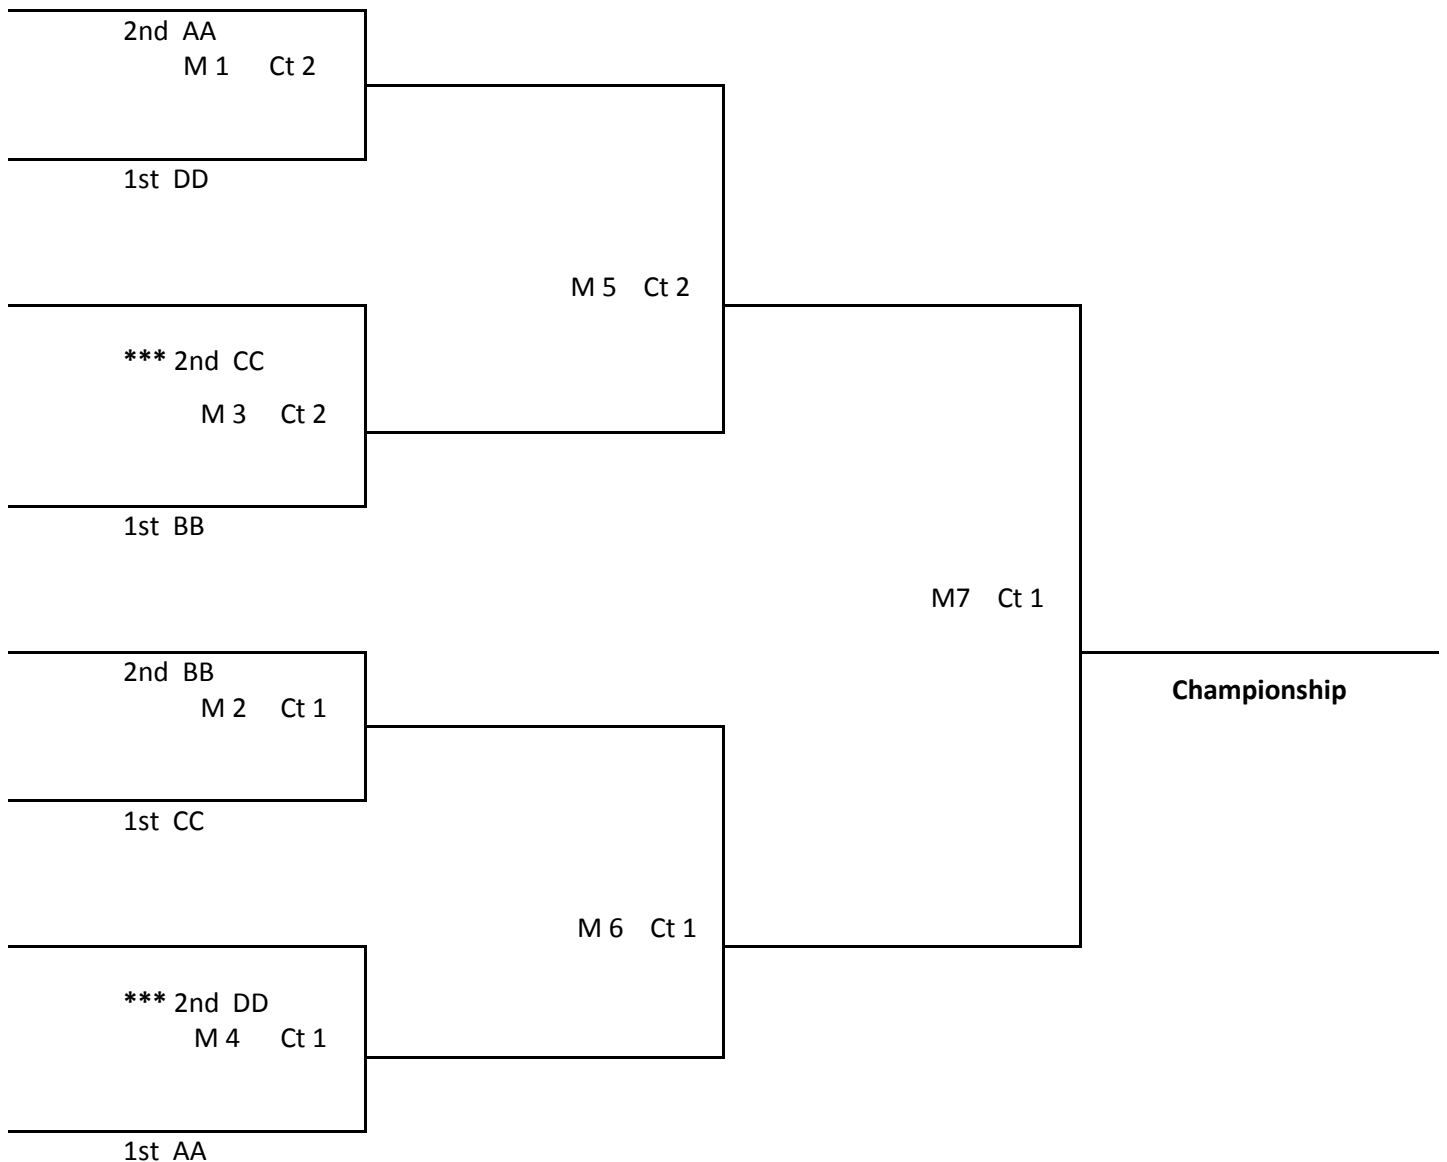 2nd AA
M 1 Ct 2
1st DD
M 5 Ct 2
*** 2nd CC
M 3 Ct 2
1st BB
M7 Ct 1
2nd BB
Championship
M 2 Ct 1
1st CC
M 6 Ct 1
*** 2nd DD
M 4 Ct 1
1st AA